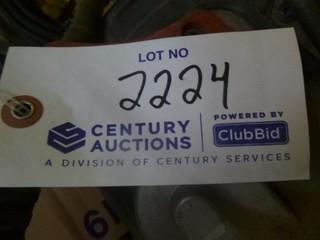 LOT NO
2224
CENTURY AUCTIONS
POWERED BY
ClubBid
A DIVISION OF CENTURY SERVICES